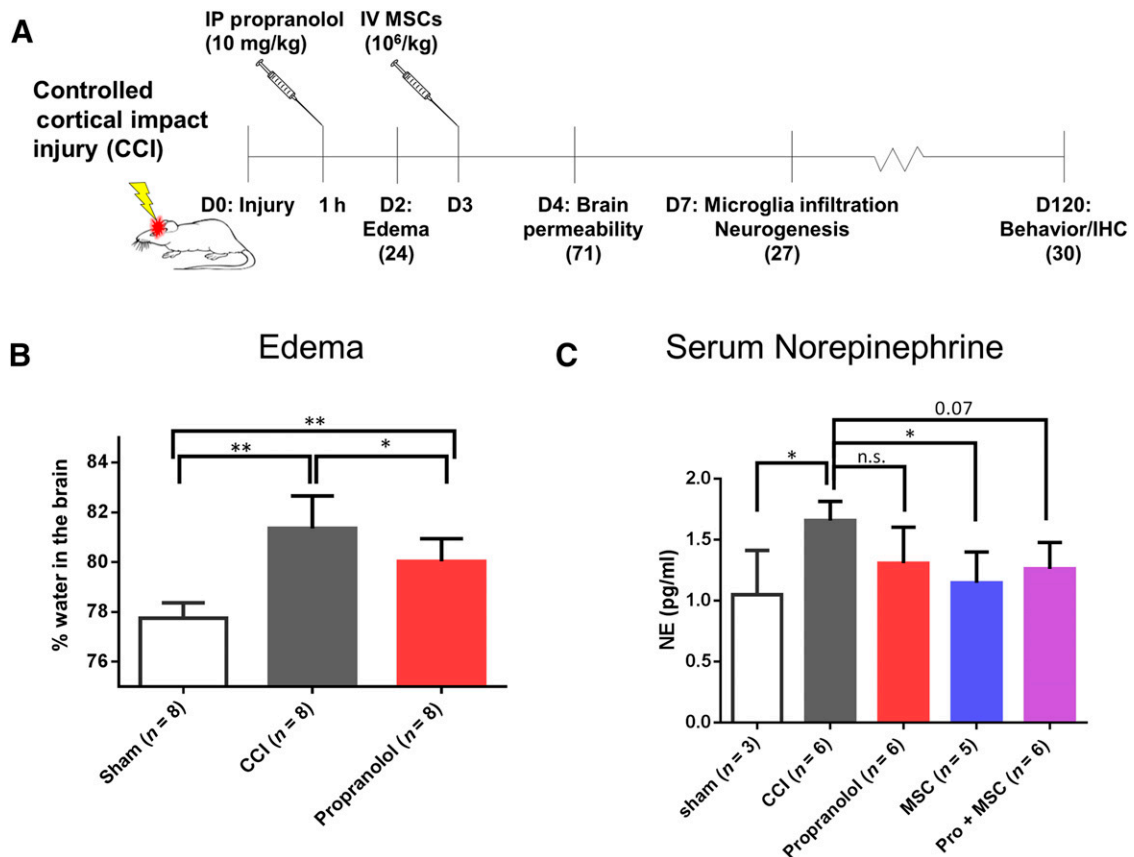 A
IP propranolol
(10 mg/kg)
IV MSCs
(10⁶/kg)
Controlled
cortical impact
injury (CCI)
D0: Injury
1 h
D2:
Edema
(24)
D3
D4: Brain
permeability
(71)
D7: Microglia infiltration
Neurogenesis
(27)
D120:
Behavior/IHC
(30)
B
Edema
**
**
*
% water in the brain
84
82
80
78
76
Sham (n = 8)
CCI (n = 8)
Propranolol (n = 8)
C
Serum Norepinephrine
0.07
*
n.s.
*
NE (pg/ml)
2.0
1.5
1.0
0.5
0.0
sham (n = 3)
CCI (n = 6)
Propranolol (n = 6)
MSC (n = 5)
Pro + MSC (n = 6)